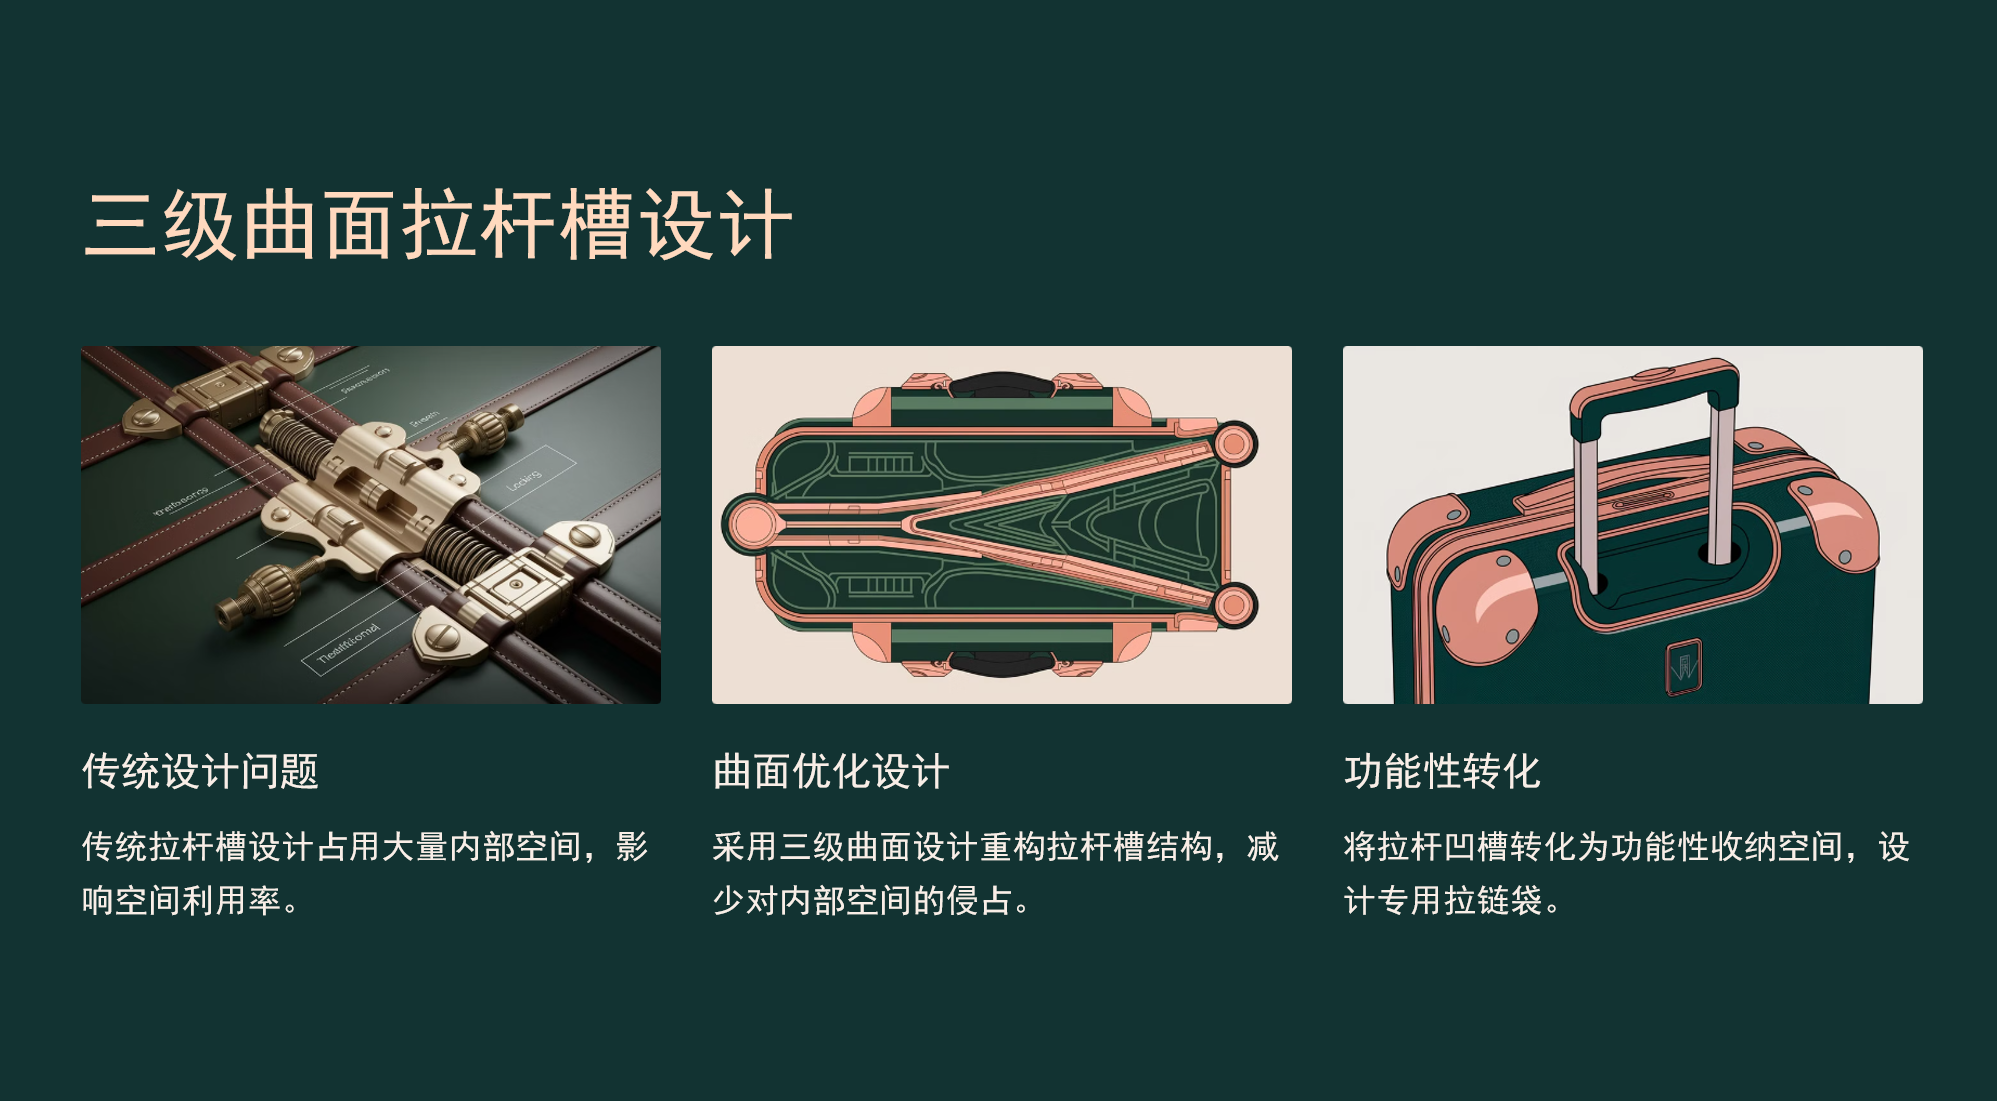 三级曲面拉杆槽设计
传统设计问题
传统拉杆槽设计占用大量内部空间，影
响空间利用率。
曲面优化设计
采用三级曲面设计重构拉杆槽结构，减
少对内部空间的侵占。
功能性转化
将拉杆凹槽转化为功能性收纳空间，设
计专用拉链袋。